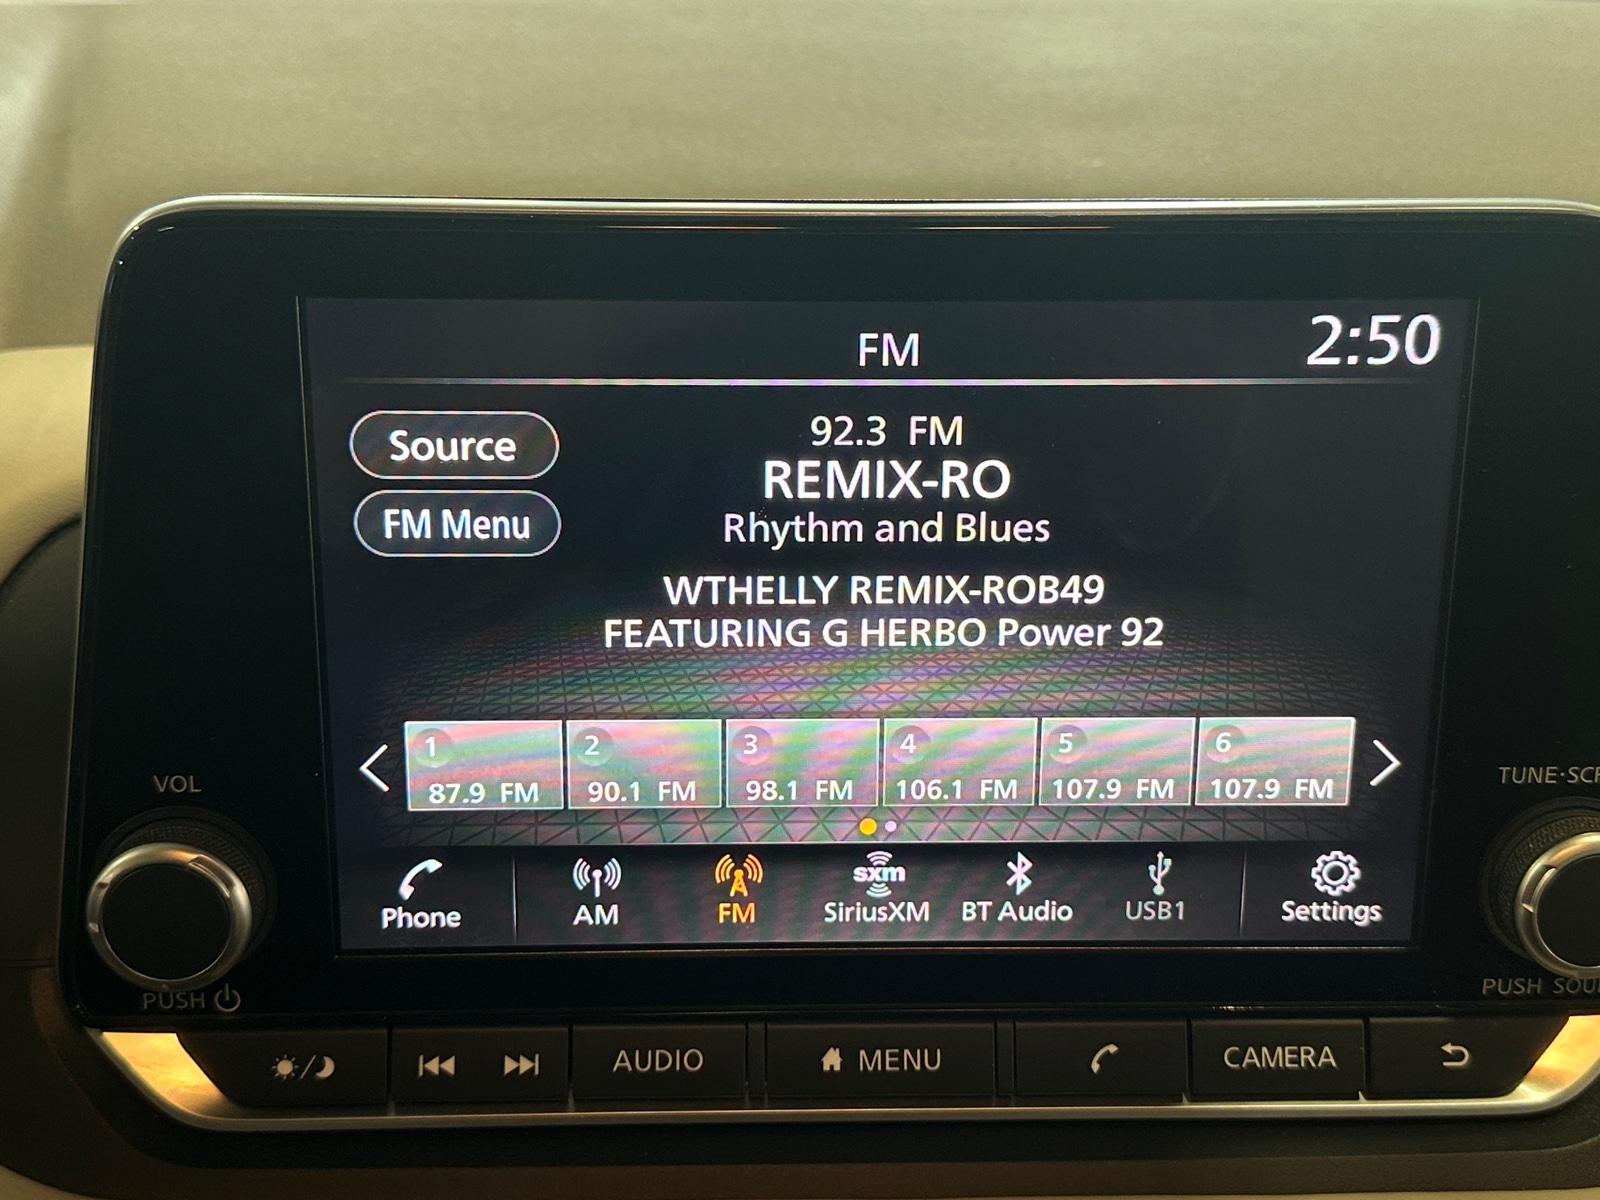 FM
2:50
Source
FM Menu
92.3 FM
REMIX-RO
Rhythm and Blues
WTHELLY REMIX-ROB49
FEATURING G HERBO Power 92
1
87.9 FM
2
90.1 FM
3
98.1 FM
4
106.1 FM
5
107.9 FM
6
107.9 FM
Phone
AM
FM
sxm
SiriusXM
BT Audio
USB1
Settings
VOL
PUSH
TUNE·SCR
PUSH SOU
AUDIO
MENU
CAMERA